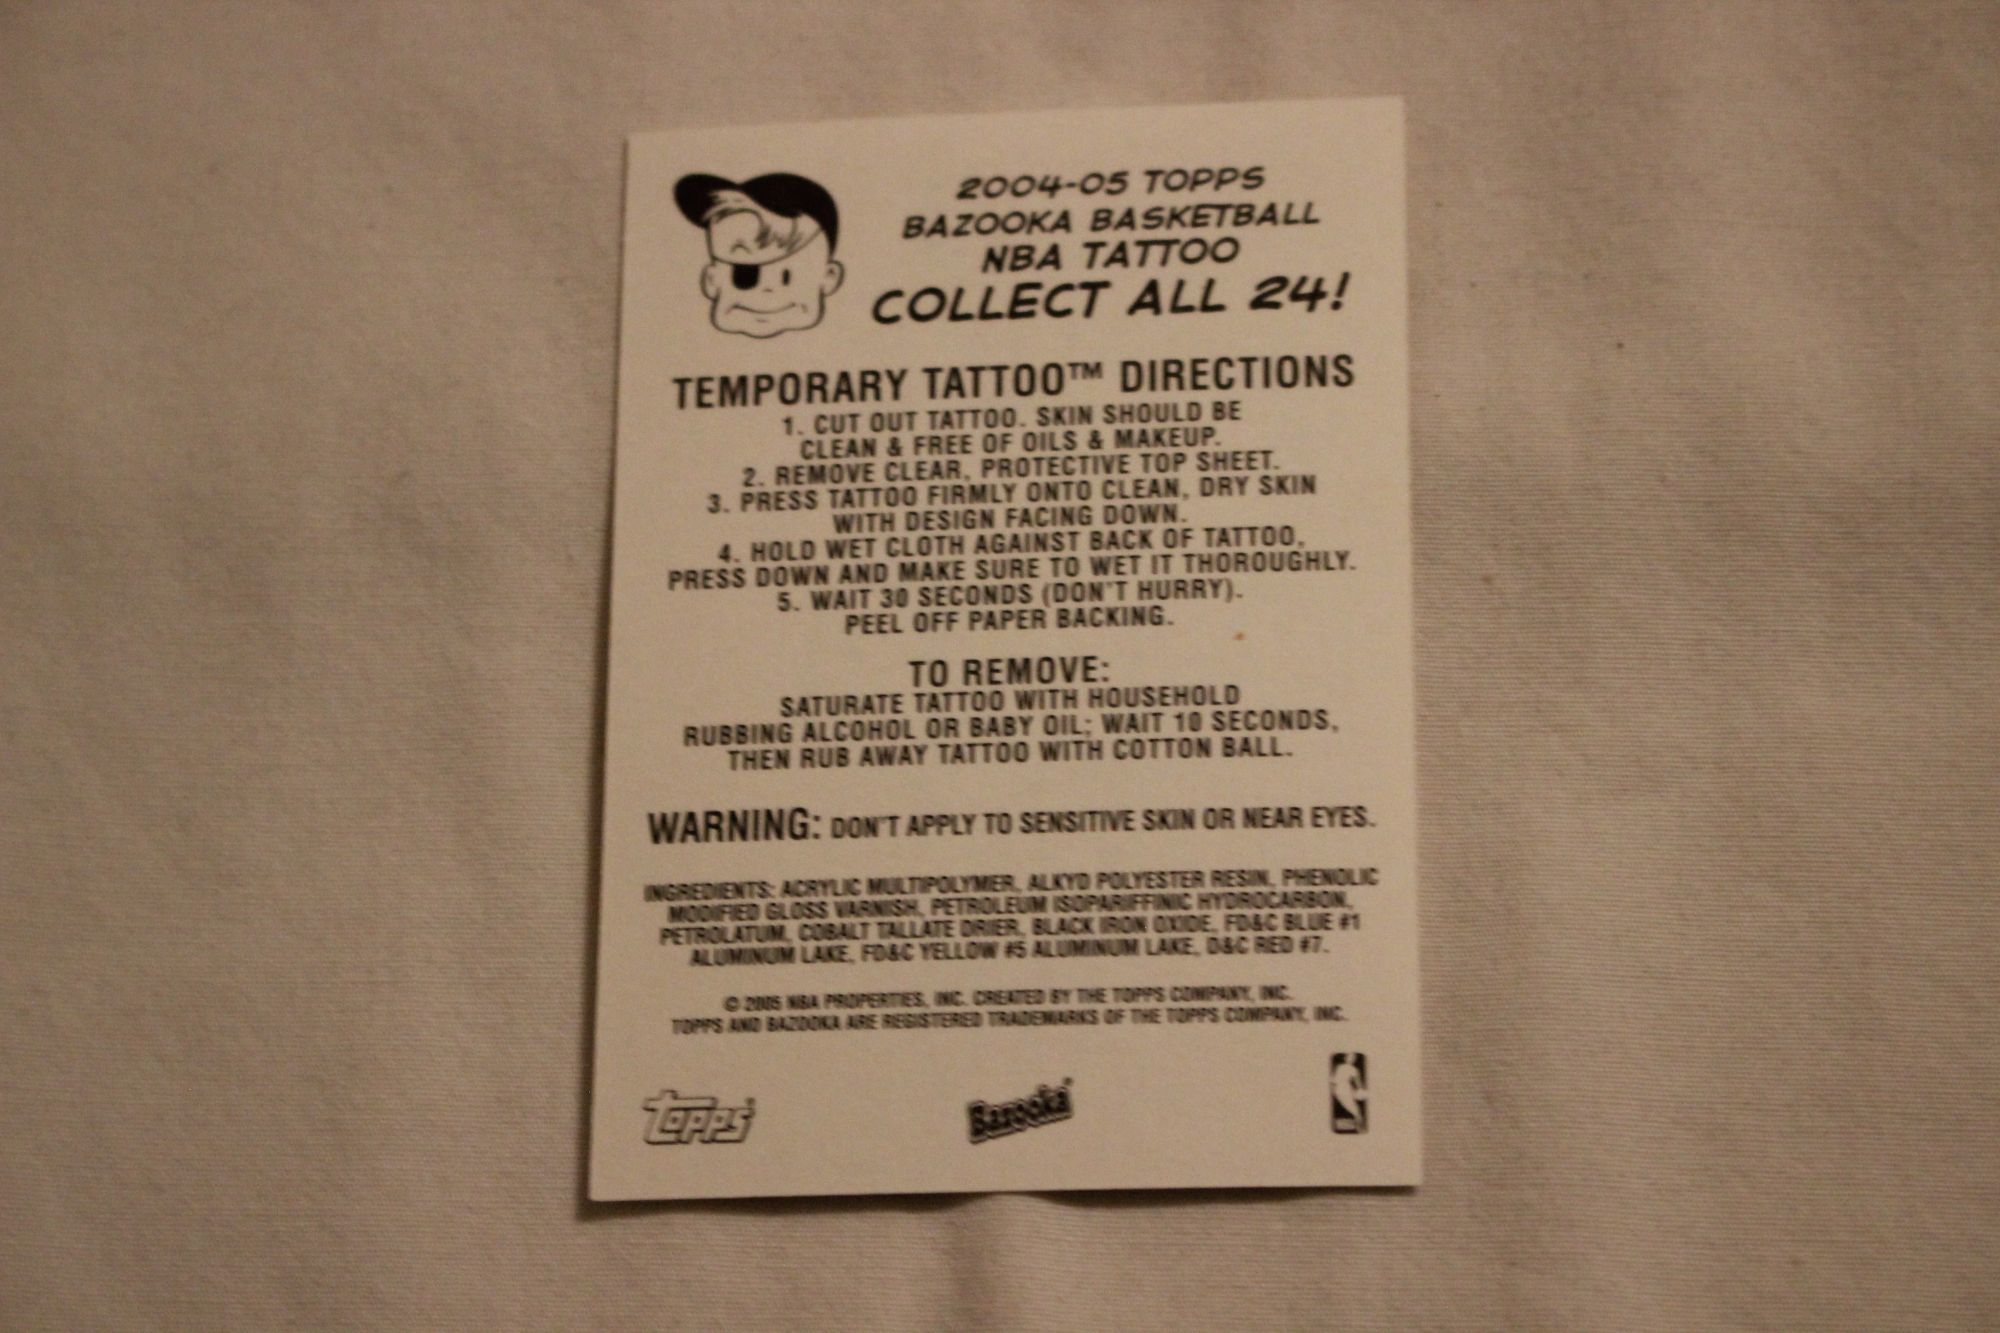 2004-05 TOPPS
BAZOOKA BASKETBALL
NBA TATTOO
COLLECT ALL 24!
TEMPORARY TATTOO™ DIRECTIONS
1. CUT OUT TATTOO. SKIN SHOULD BE
CLEAN & FREE OF OILS & MAKEUP.
2. REMOVE CLEAR, PROTECTIVE TOP SHEET.
3. PRESS TATTOO FIRMLY ONTO CLEAN, DRY SKIN
WITH DESIGN FACING DOWN.
4. HOLD WET CLOTH AGAINST BACK OF TATTOO,
PRESS DOWN AND MAKE SURE TO WET IT THOROUGHLY.
5. WAIT 30 SECONDS (DON'T HURRY).
PEEL OFF PAPER BACKING.
TO REMOVE:
SATURATE TATTOO WITH HOUSEHOLD
RUBBING ALCOHOL OR BABY OIL; WAIT 10 SECONDS,
THEN RUB AWAY TATTOO WITH COTTON BALL.
WARNING: DON'T APPLY TO SENSITIVE SKIN OR NEAR EYES.
INGREDIENTS: ACRYLIC MULTIPOLYMER, ALKYD POLYESTER RESIN, PHENOLIC
MODIFIED GLOSS VARNISH, PETROLEUM ISOPARIFFINIC HYDROCARBON,
PETROLATUM, COBALT TALLATE DRIER, BLACK IRON OXIDE, FD&C BLUE #1
ALUMINUM LAKE, FD&C YELLOW #5 ALUMINUM LAKE, D&C RED #7.
© 2005 NBA PROPERTIES, INC. CREATED BY THE TOPPS COMPANY, INC.
TOPPS AND BAZOOKA ARE REGISTERED TRADEMARKS OF THE TOPPS COMPANY, INC.
Topps Bazooka